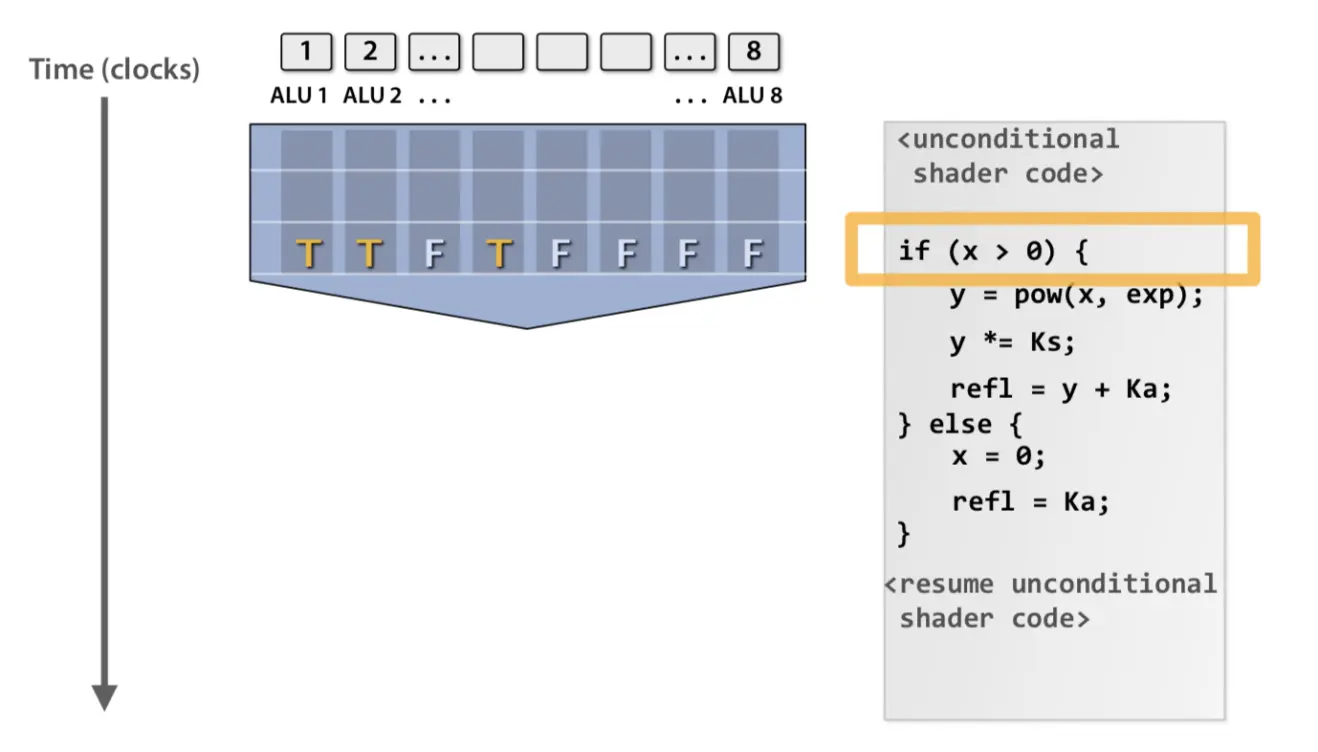 1 2 ... ... 8
Time (clocks)
ALU 1 ALU 2 ... ... ALU 8
<unconditional
shader code>
T T F T F F F F
if (x > 0) {
y = pow(x, exp);
y *= Ks;
refl = y + Ka;
} else {
x = 0;
refl = Ka;
}
<resume unconditional
shader code>